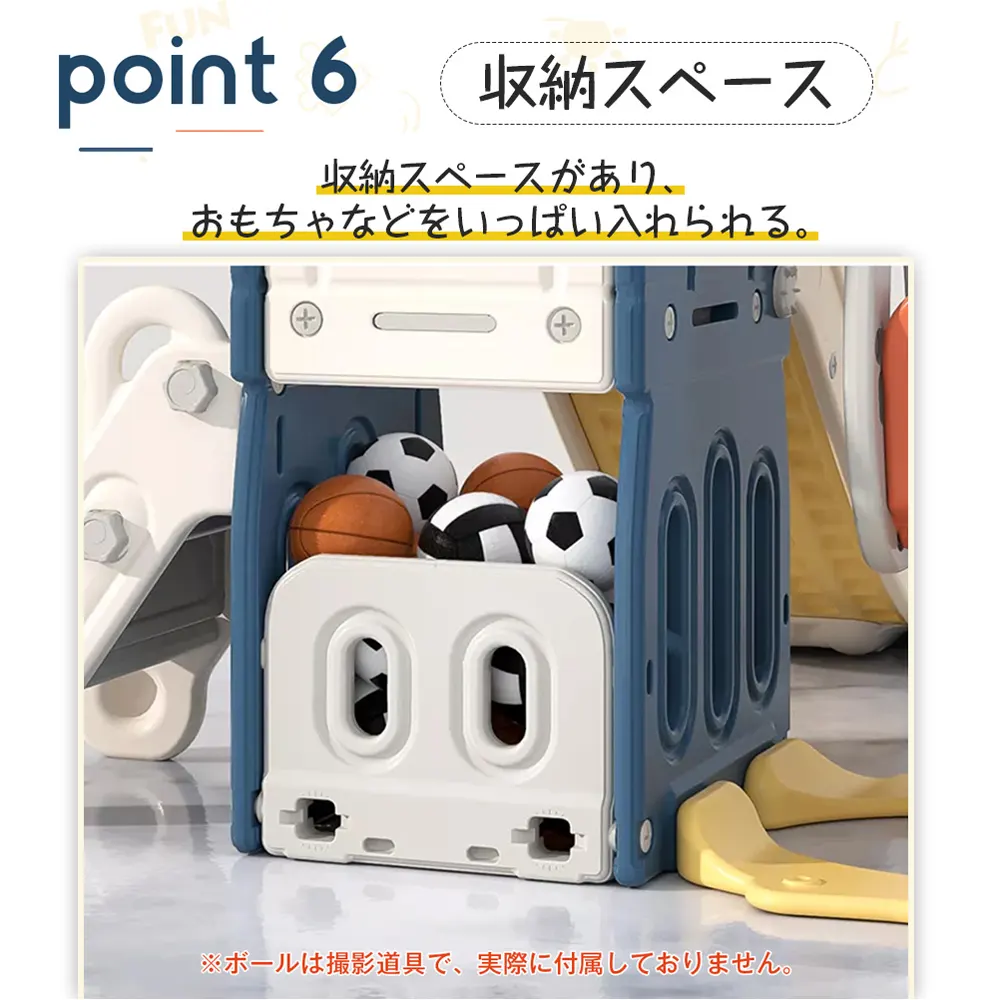 FUN
point 6
収納スペース
収納スペースがあり、
おもちゃなどをいっぱい入れられる。
※ボールは撮影道具で、実際に付属しておりません。